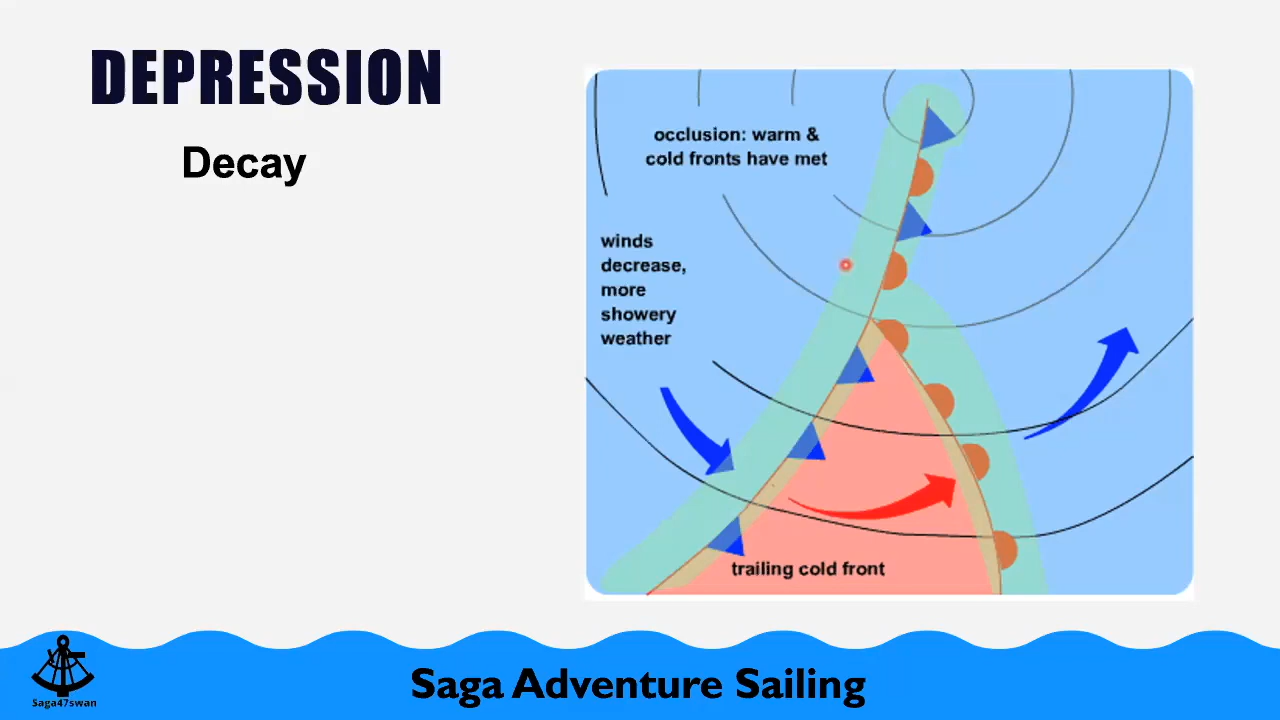 DEPRESSION
Decay
occlusion: warm &
cold fronts have met
winds
decrease,
more
showery
weather
trailing cold front
Saga47swan
Saga Adventure Sailing